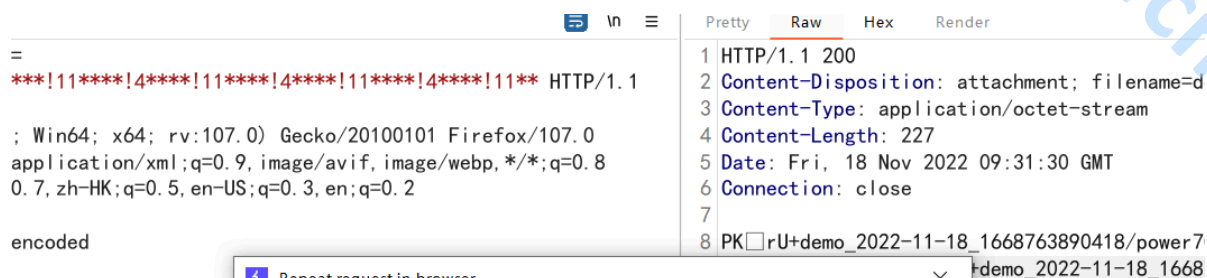 \n ≡
=
***!11****!4****!11****!4****!11****!4****!11** HTTP/1.1
; Win64; x64; rv:107.0) Gecko/20100101 Firefox/107.0
application/xml;q=0.9,image/avif,image/webp,*/*;q=0.8
0.7,zh-HK;q=0.5,en-US;q=0.3,en;q=0.2
encoded
Repeat request in browser
Pretty Raw Hex Render
1 HTTP/1.1 200
2 Content-Disposition: attachment; filename=d
3 Content-Type: application/octet-stream
4 Content-Length: 227
5 Date: Fri, 18 Nov 2022 09:31:30 GMT
6 Connection: close
7
8 PK□rU+demo_2022-11-18_1668763890418/power7
+demo_2022-11-18_1668